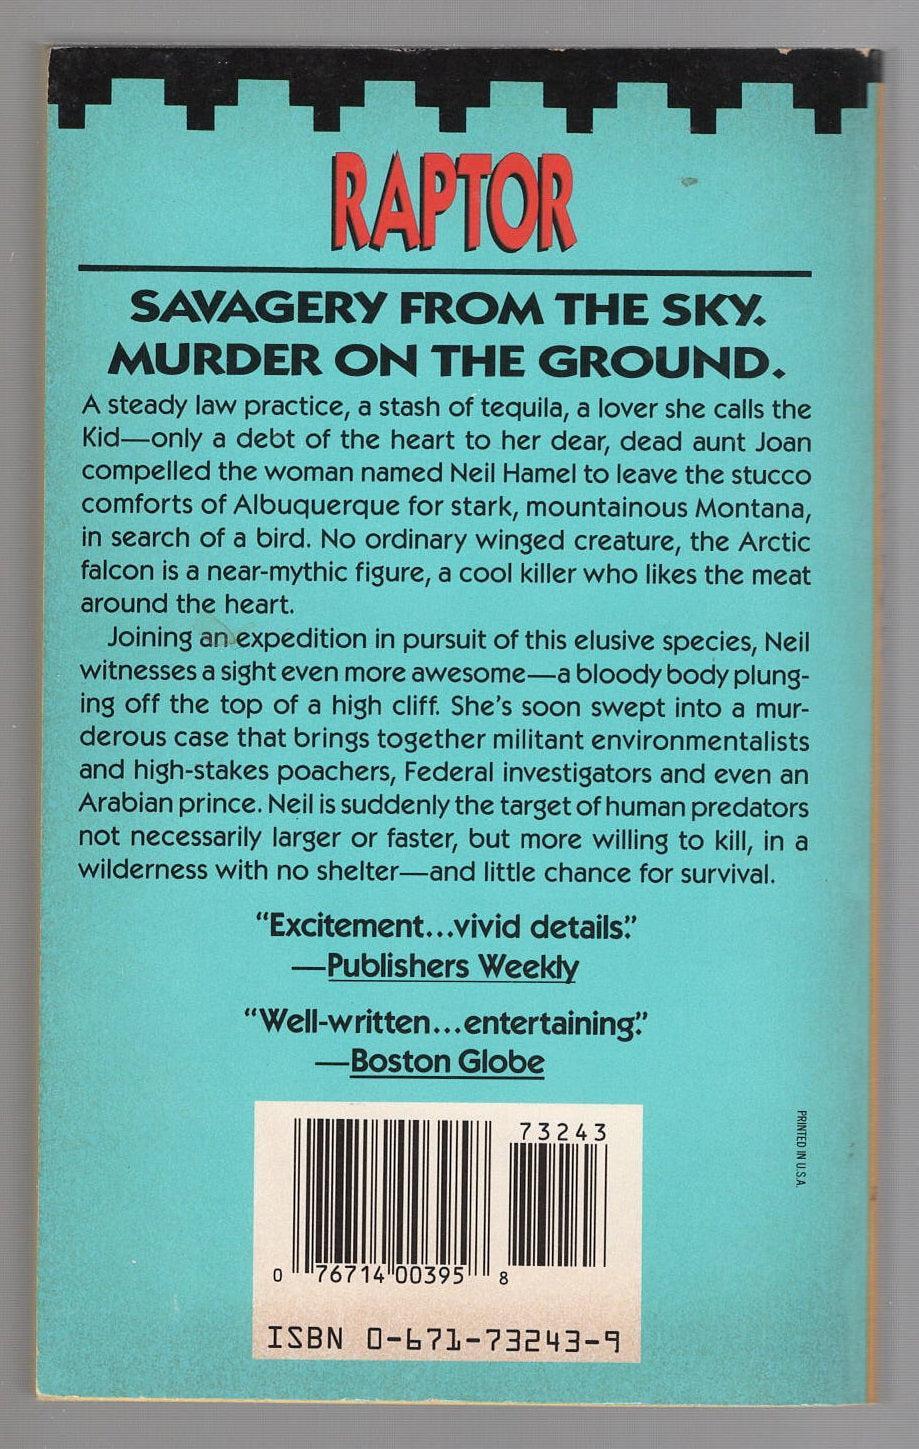 RAPTOR
SAVAGERY FROM THE SKY.
MURDER ON THE GROUND.
A steady law practice, a stash of tequila, a lover she calls the
Kid—only a debt of the heart to her dear, dead aunt Joan
compelled the woman named Neil Hamel to leave the stucco
comforts of Albuquerque for stark, mountainous Montana,
in search of a bird. No ordinary winged creature, the Arctic
falcon is a near-mythic figure, a cool killer who likes the meat
around the heart.
Joining an expedition in pursuit of this elusive species, Neil
witnesses a sight even more awesome—a bloody body plung-
ing off the top of a high cliff. She's soon swept into a mur-
derous case that brings together militant environmentalists
and high-stakes poachers, Federal investigators and even an
Arabian prince. Neil is suddenly the target of human predators
not necessarily larger or faster, but more willing to kill, in a
wilderness with no shelter—and little chance for survival.
“Excitement...vivid details.”
—Publishers Weekly
“Well-written...entertaining.”
—Boston Globe
73243
0 76714 00395 8
ISBN 0-671-73243-9
PRINTED IN U.S.A.